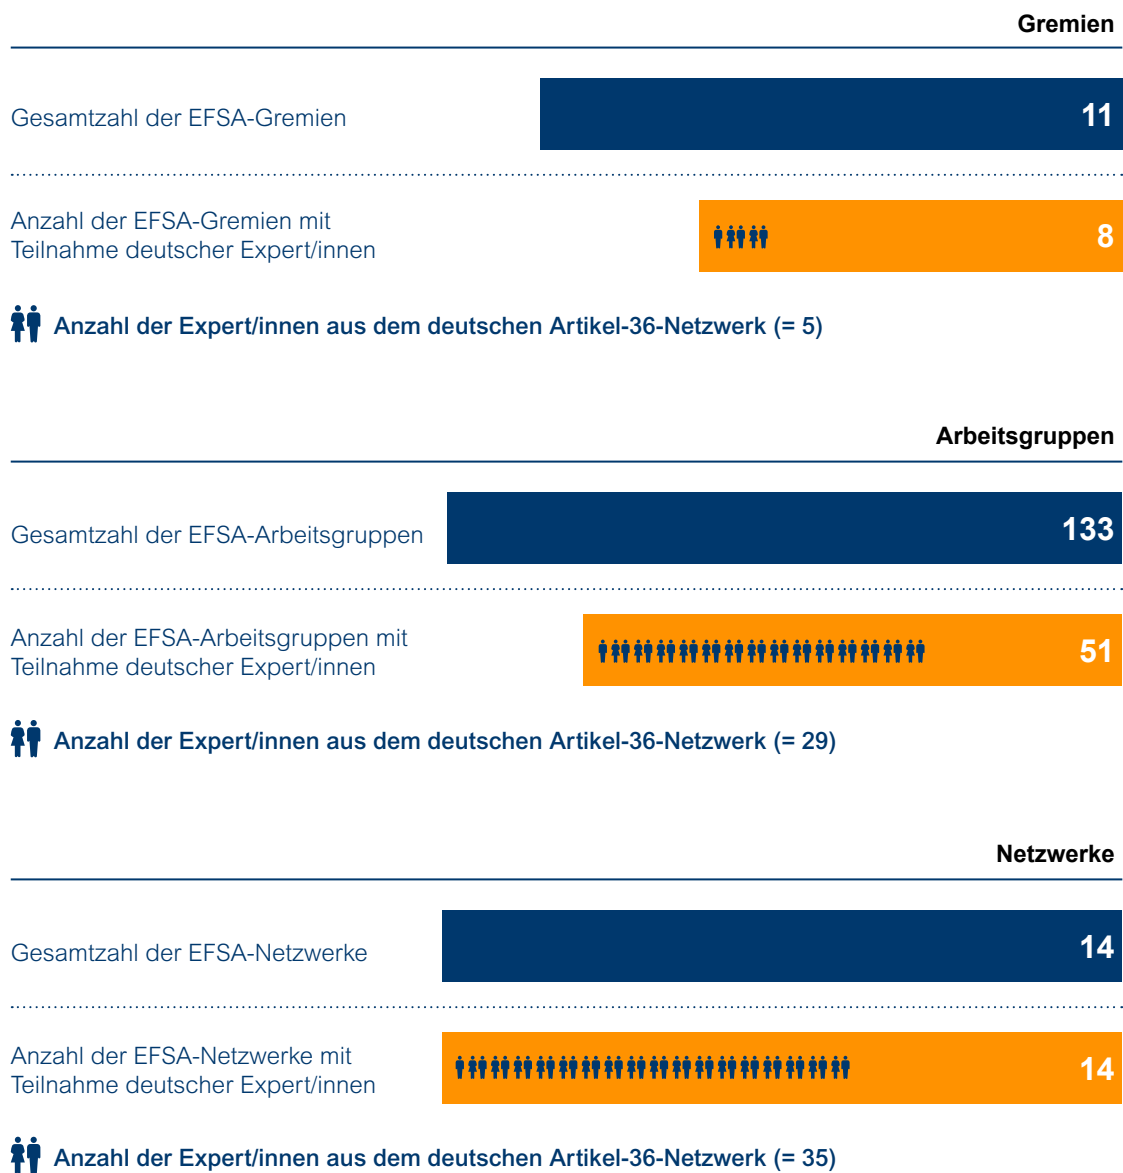 Gremien
Gesamtzahl der EFSA-Gremien
11
Anzahl der EFSA-Gremien mit
Teilnahme deutscher Expert/innen
8
Anzahl der Expert/innen aus dem deutschen Artikel-36-Netzwerk (= 5)
Arbeitsgruppen
Gesamtzahl der EFSA-Arbeitsgruppen
133
Anzahl der EFSA-Arbeitsgruppen mit
Teilnahme deutscher Expert/innen
51
Anzahl der Expert/innen aus dem deutschen Artikel-36-Netzwerk (= 29)
Netzwerke
Gesamtzahl der EFSA-Netzwerke
14
Anzahl der EFSA-Netzwerke mit
Teilnahme deutscher Expert/innen
14
Anzahl der Expert/innen aus dem deutschen Artikel-36-Netzwerk (= 35)